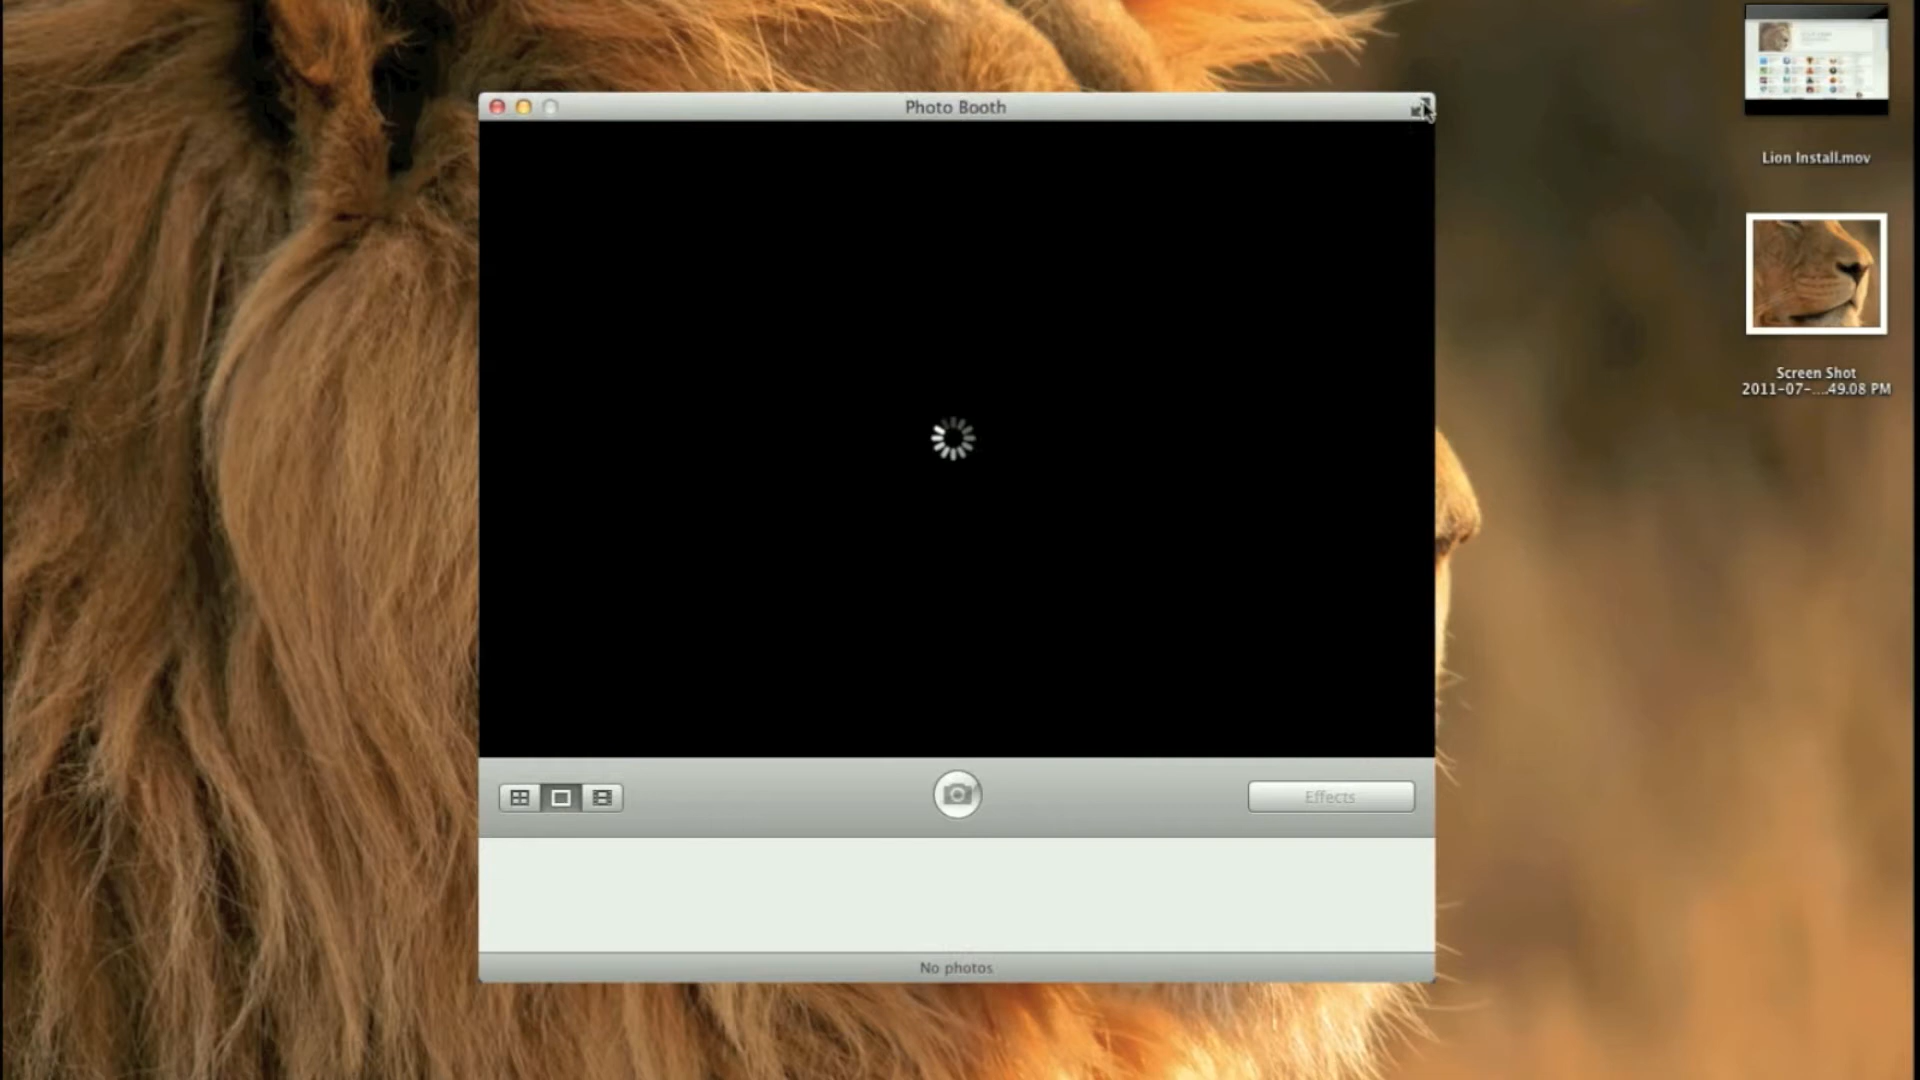 Photo Booth
Lion Install.mov
Screen Shot
2011-07-....49.08 PM
Effects
No photos